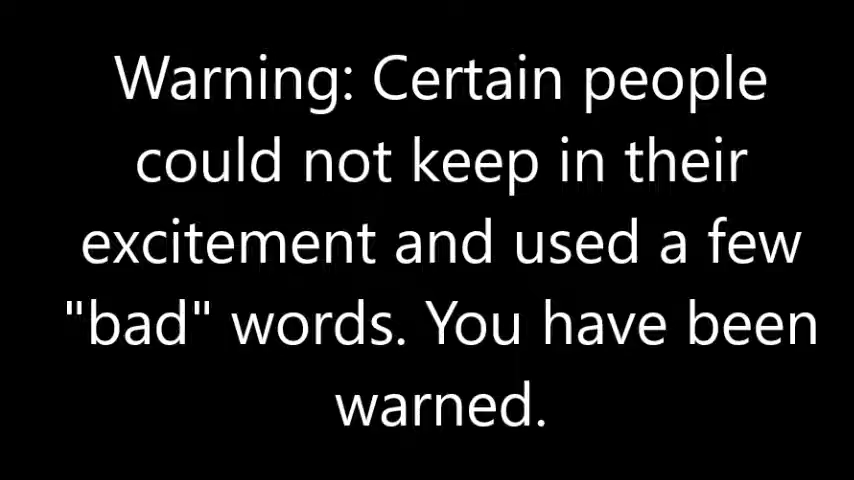 Warning: Certain people
could not keep in their
excitement and used a few
"bad" words. You have been
warned.